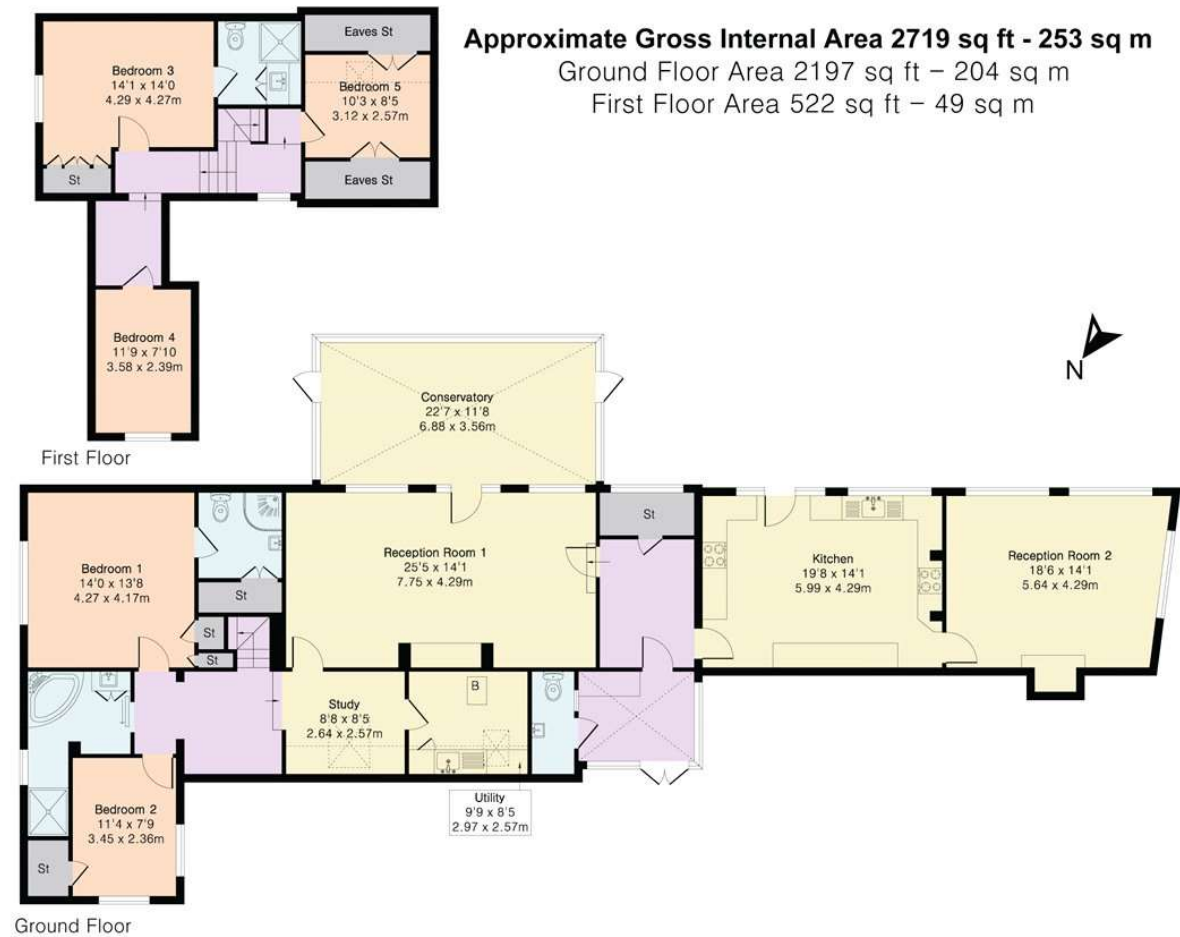 Approximate Gross Internal Area 2719 sq ft - 253 sq m
Ground Floor Area 2197 sq ft – 204 sq m
First Floor Area 522 sq ft – 49 sq m
Eaves St
Bedroom 3
14'1 x 14'0
4.29 x 4.27m
Bedroom 5
10'3 x 8'5
3.12 x 2.57m
St
Eaves St
Bedroom 4
11'9 x 7'10
3.58 x 2.39m
First Floor
N
Conservatory
22'7 x 11'8
6.88 x 3.56m
Bedroom 1
14'0 x 13'8
4.27 x 4.17m
St
St
St
Reception Room 1
25'5 x 14'1
7.75 x 4.29m
St
Kitchen
19'8 x 14'1
5.99 x 4.29m
Reception Room 2
18'6 x 14'1
5.64 x 4.29m
Study
8'8 x 8'5
2.64 x 2.57m
B
Utility
9'9 x 8'5
2.97 x 2.57m
Bedroom 2
11'4 x 7'9
3.45 x 2.36m
St
Ground Floor